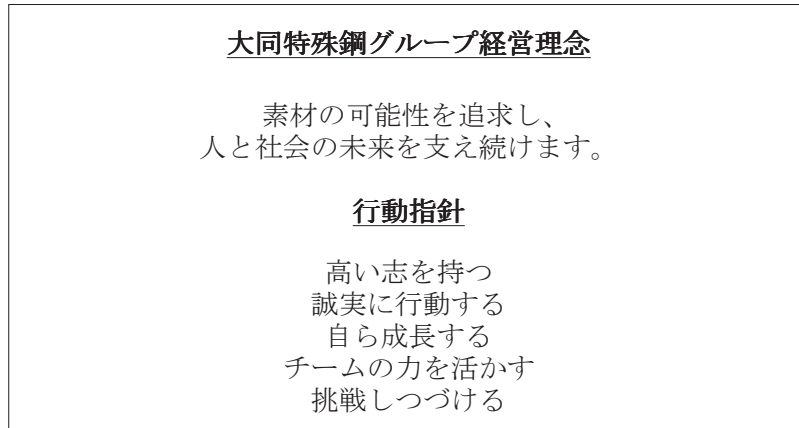 大同特殊鋼グループ経営理念
素材の可能性を追求し、
人と社会の未来を支え続けます。
行動指針
高い志を持つ
誠実に行動する
自ら成長する
チームの力を活かす
挑戦しつづける